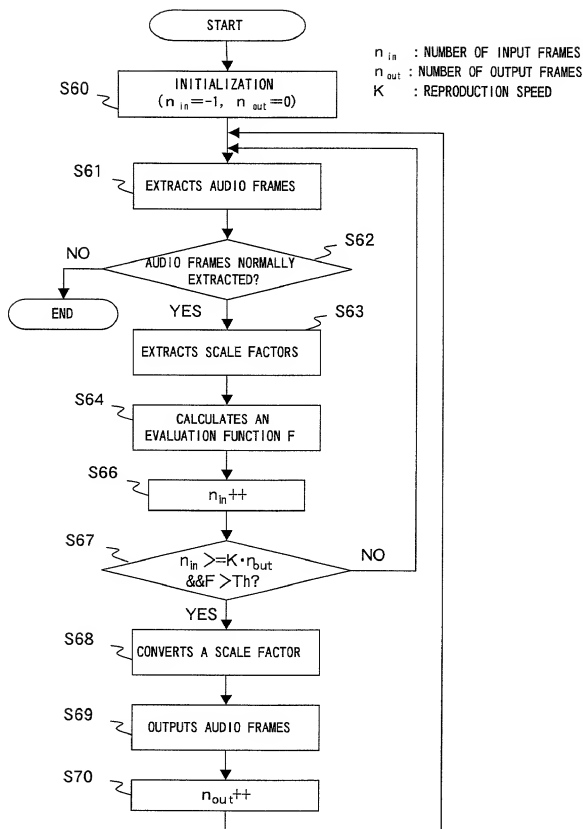 START
n in : NUMBER OF INPUT FRAMES
n out : NUMBER OF OUTPUT FRAMES
K : REPRODUCTION SPEED
S60
INITIALIZATION
(n in=-1, n out=0)
S61
EXTRACTS AUDIO FRAMES
S62
NO
AUDIO FRAMES NORMALLY
EXTRACTED?
END
YES
S63
EXTRACTS SCALE FACTORS
S64
CALCULATES AN
EVALUATION FUNCTION F
S66
n in++
S67
NO
n in >=K·n out
&&F>Th?
YES
S68
CONVERTS A SCALE FACTOR
S69
OUTPUTS AUDIO FRAMES
S70
n out++